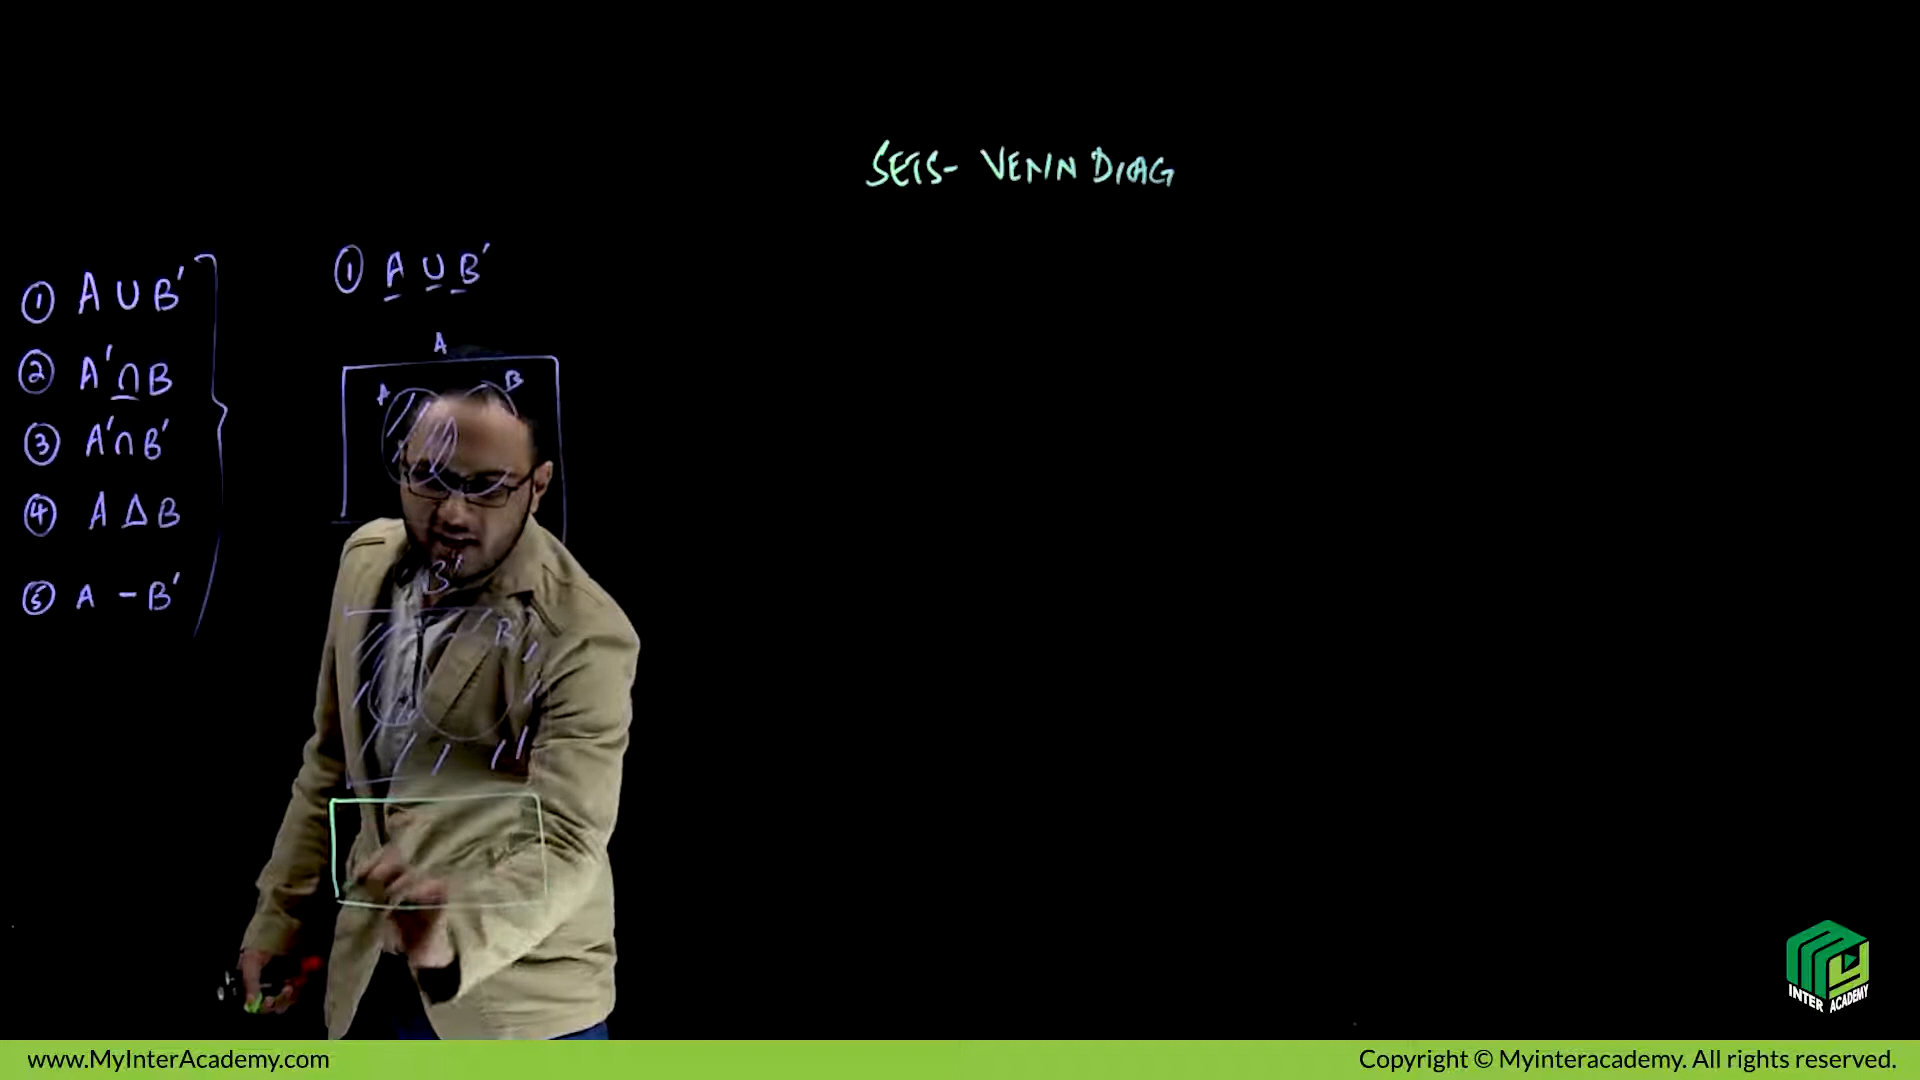 SETS- VENN DIAG
① A ∪ B'
② A' ∩ B
③ A' ∩ B'
④ A Δ B
⑤ A - B'
① A ∪ B'
A
A B
B'
B
INTER ACADEMY
www.MyInterAcademy.com
Copyright © Myinteracademy. All rights reserved.